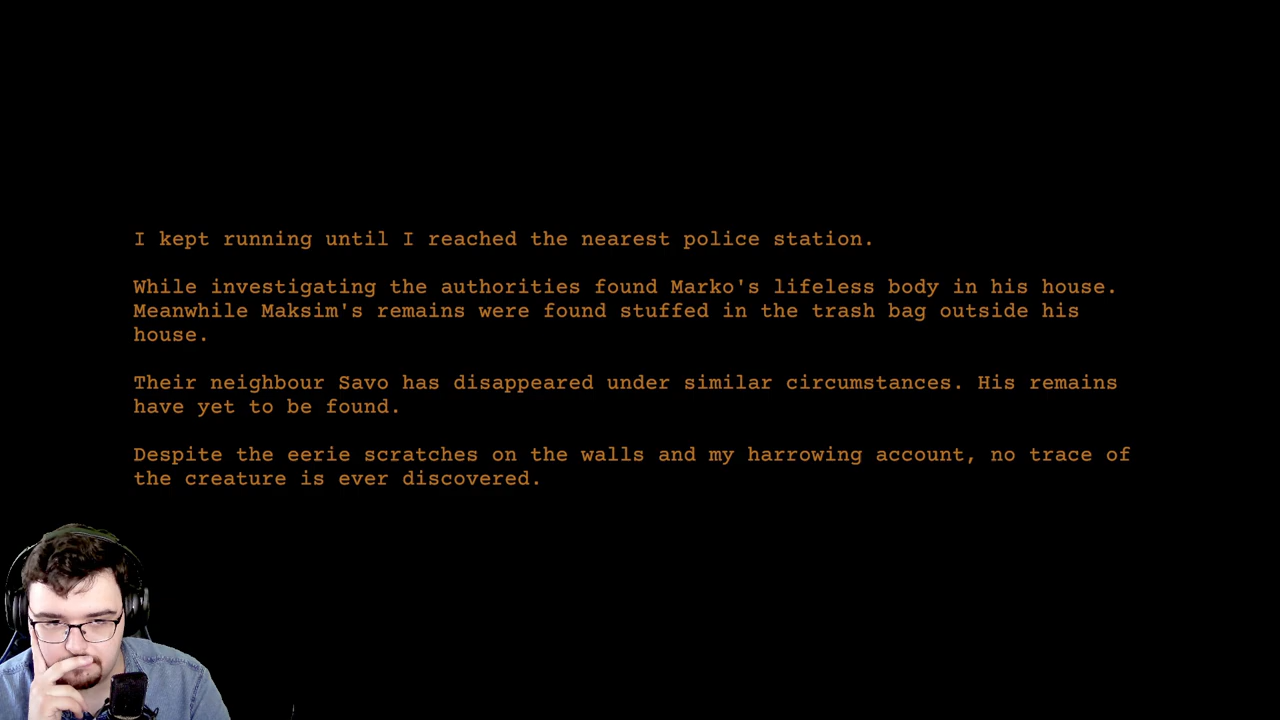 I kept running until I reached the nearest police station.
While investigating the authorities found Marko's lifeless body in his house.
Meanwhile Maksim's remains were found stuffed in the trash bag outside his
house.
Their neighbour Savo has disappeared under similar circumstances. His remains
have yet to be found.
Despite the eerie scratches on the walls and my harrowing account, no trace of
the creature is ever discovered.